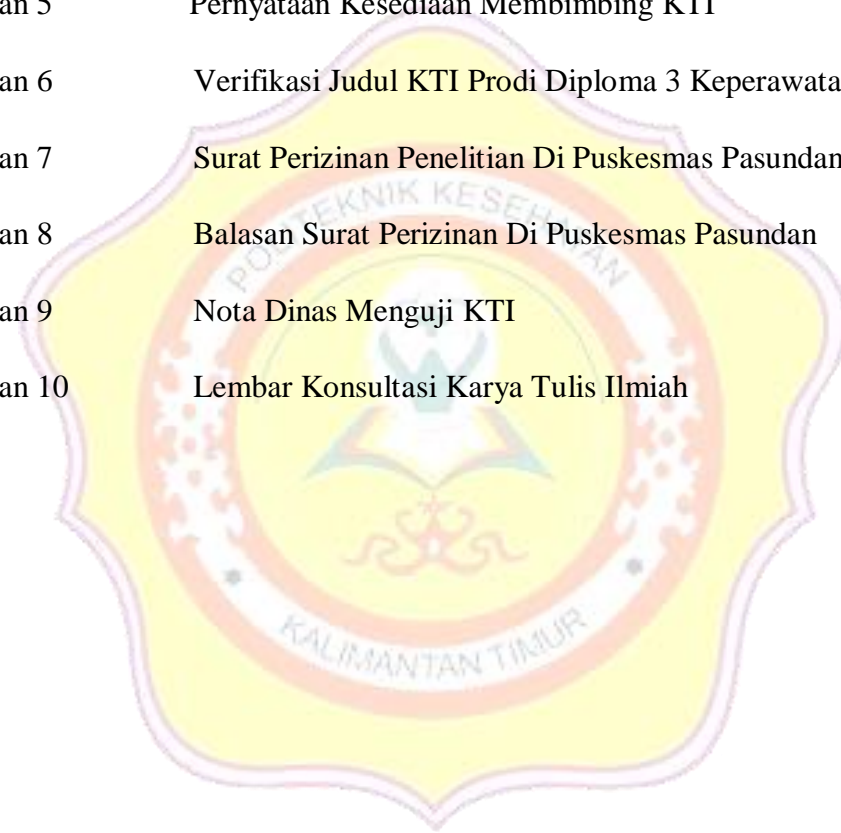 an 5 Pernyataan Kesediaan Membimbing KTI
an 6 Verifikasi Judul KTI Prodi Diploma 3 Keperawata
an 7 Surat Perizinan Penelitian Di Puskesmas Pasundan
an 8 Balasan Surat Perizinan Di Puskesmas Pasundan
an 9 Nota Dinas Menguji KTI
an 10 Lembar Konsultasi Karya Tulis Ilmiah
POLTEKNIK KESEHATAN
KALIMANTAN TIMUR